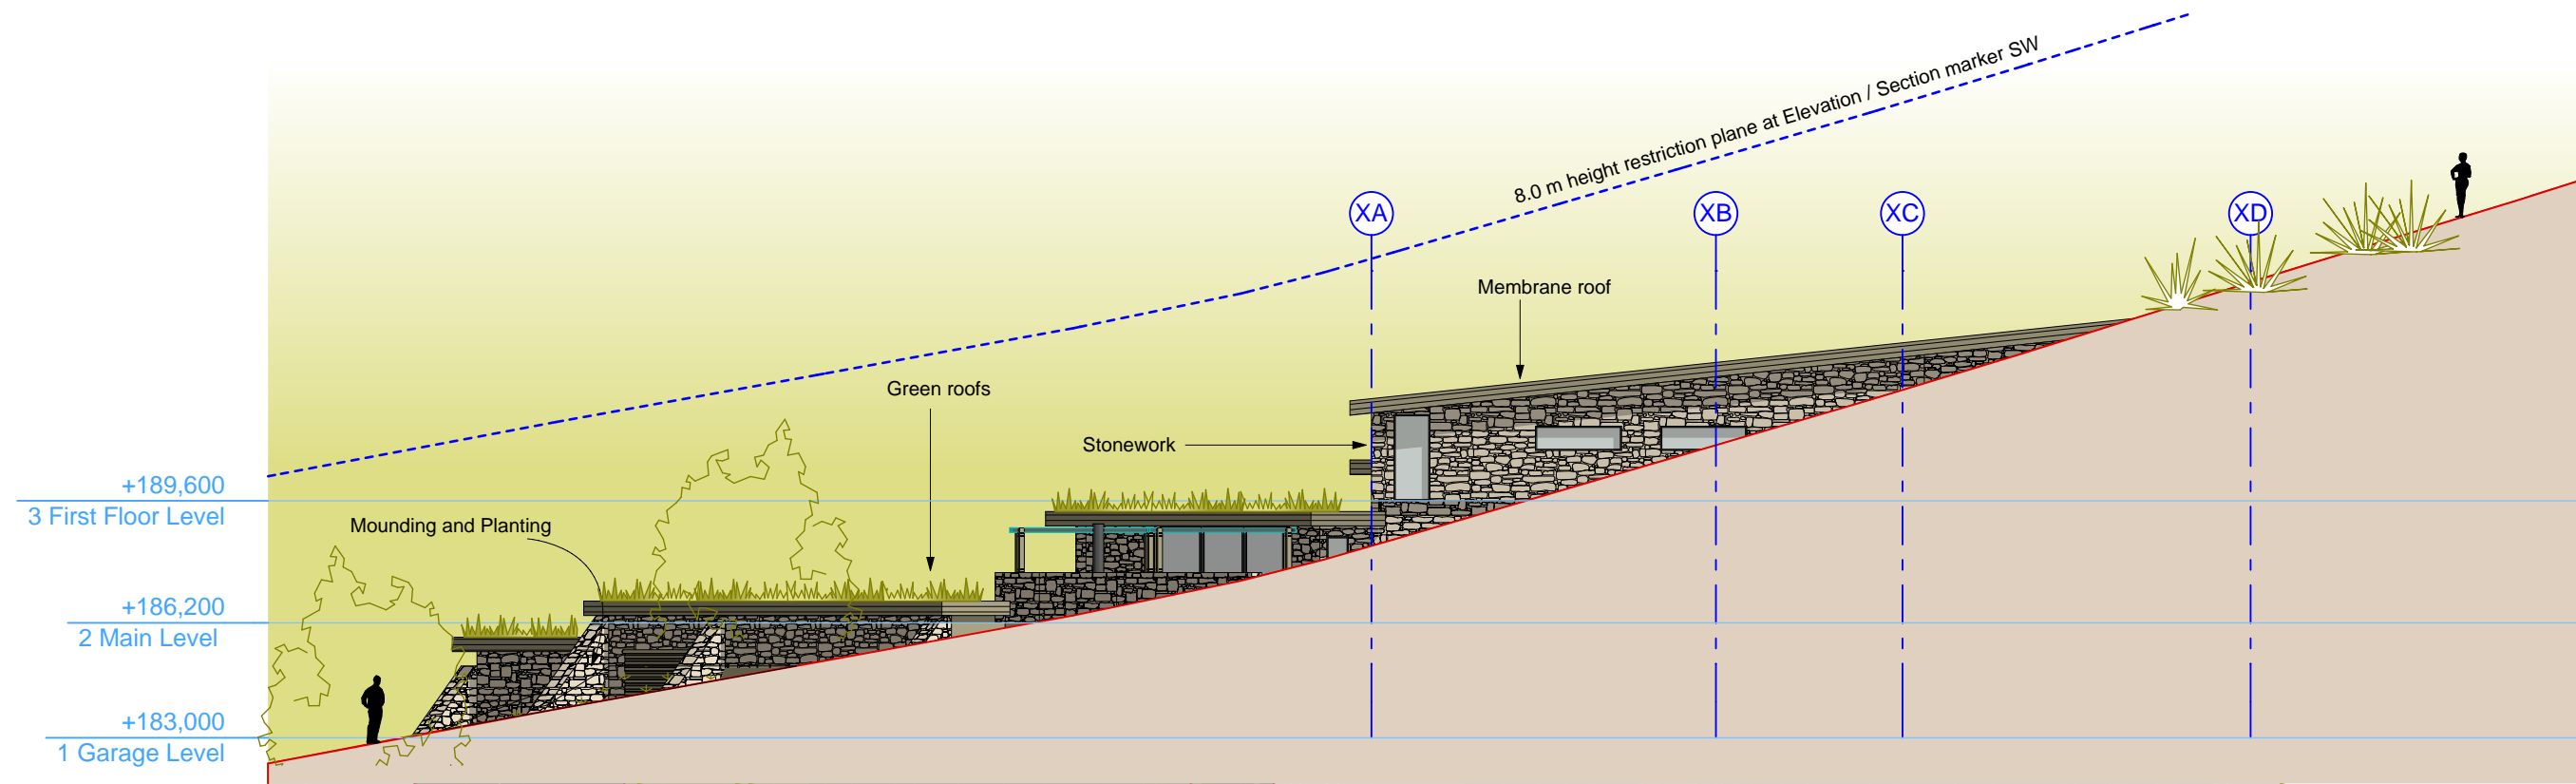 8.0 m height restriction plane at Elevation / Section marker SW
XA
XB
XC
XD
Membrane roof
Green roofs
Stonework
+189,600
3 First Floor Level
Mounding and Planting
+186,200
2 Main Level
+183,000
1 Garage Level